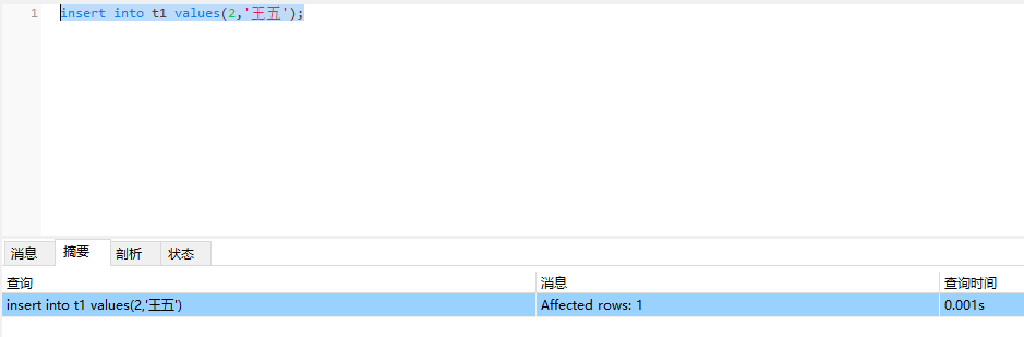 1 insert into t1 values(2,'王五');
消息 摘要 剖析 状态
查询 消息 查询时间
insert into t1 values(2,'王五') Affected rows: 1 0.001s